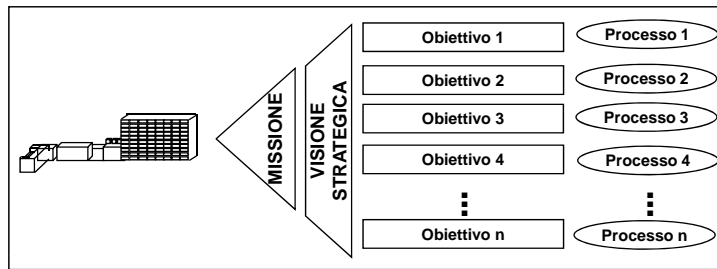 MISSIONE
VISIONE
STRATEGICA
Obiettivo 1
Processo 1
Obiettivo 2
Processo 2
Obiettivo 3
Processo 3
Obiettivo 4
Processo 4
Obiettivo n
Processo n